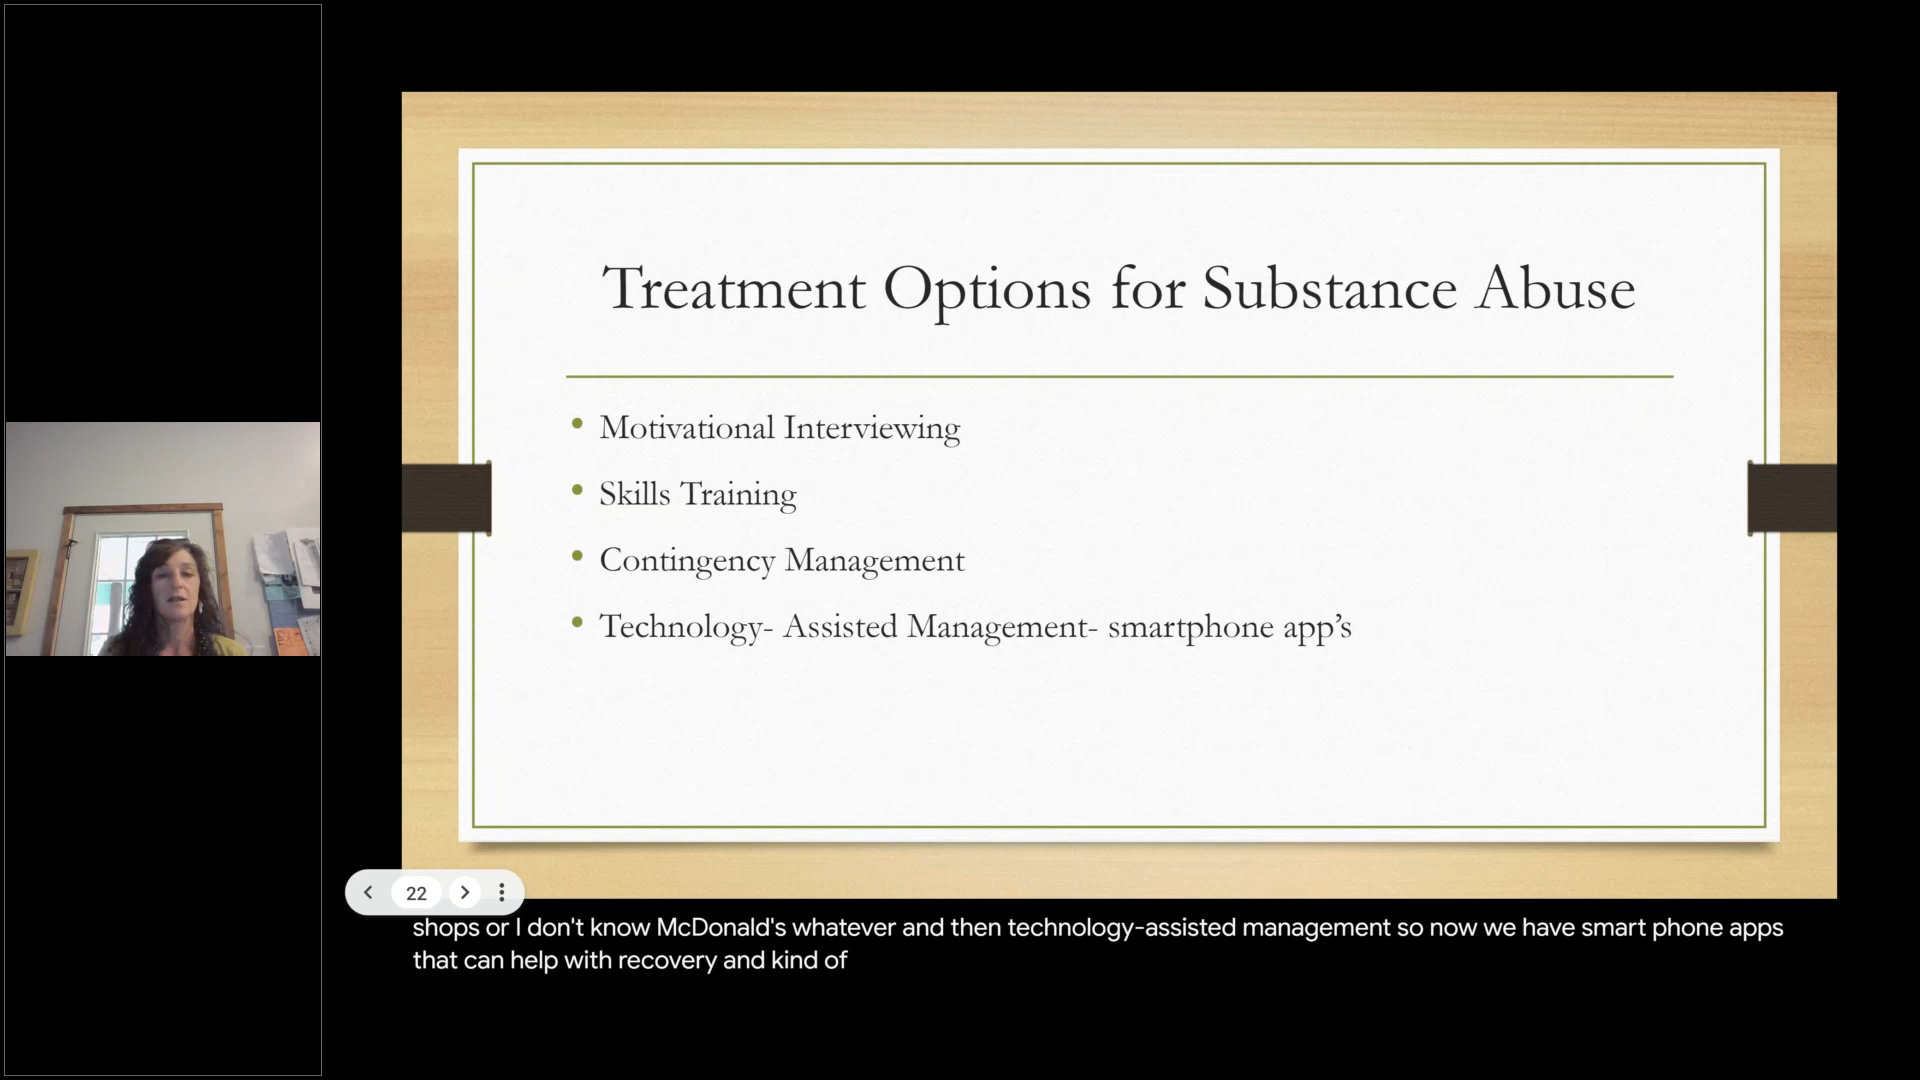 Treatment Options for Substance Abuse
• Motivational Interviewing
• Skills Training
• Contingency Management
• Technology- Assisted Management- smartphone app’s
22
shops or I don't know McDonald's whatever and then technology-assisted management so now we have smart phone apps
that can help with recovery and kind of